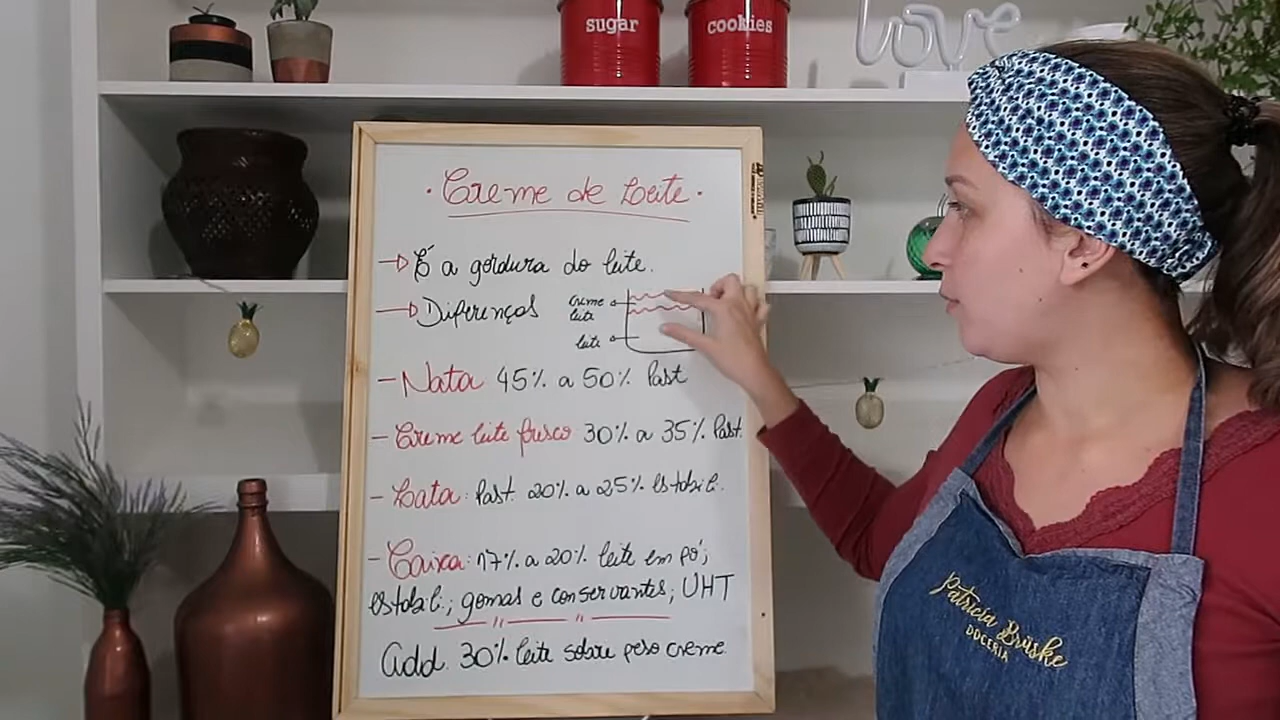 sugar
cookies
love
· Creme de Leite ·
É a gordura do leite.
Diferenças
creme
leite
leite
- Nata 45% a 50% Past
- Creme leite fresco 30% a 35% Past.
- Lata: Past. 20% a 25% estabil.
- Caixa: 17% a 20% leite em pó;
estabil.; gomas e conservantes; UHT
add. 30% leite sobre peso creme
Patricia Brüske
DOCERIA